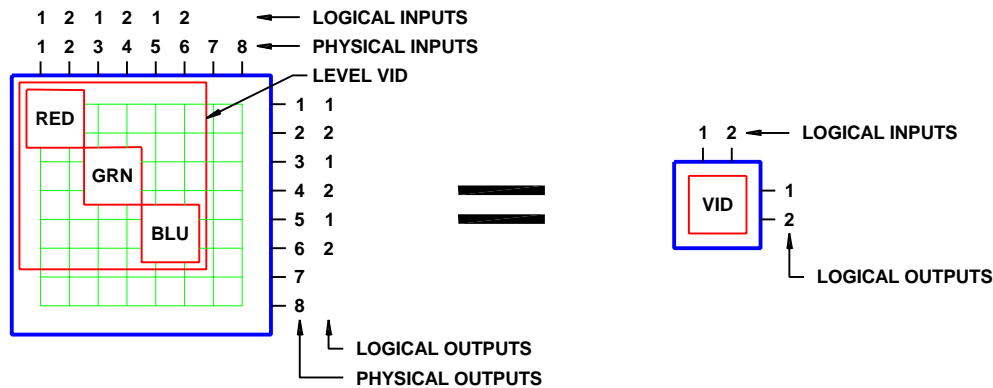 1 2 1 2 1 2 LOGICAL INPUTS
1 2 3 4 5 6 7 8 PHYSICAL INPUTS
LEVEL VID
RED
GRN
BLU
1 1
2 2
3 1
4 2
5 1
6 2
7
8
LOGICAL OUTPUTS
PHYSICAL OUTPUTS
1 2 LOGICAL INPUTS
VID
1
2
LOGICAL OUTPUTS